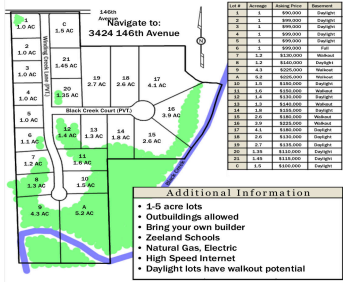 146th
Avenue
Navigate to:
3424 146th Avenue
N
1
1.0 AC
C
1.5 AC
2
1.0 AC
3
1.0 AC
4
1.0 AC
5
1.0 AC
6
1.1 AC
7
1.2 AC
8
1.3 AC
9
4.3 AC
A
5.2 AC
10
1.5 AC
11
1.6 AC
12
1.4 AC
13
1.3 AC
14
1.8 AC
15
2.6 AC
16
3.9 AC
17
4.1 AC
18
2.6 AC
19
2.7 AC
20
1.35 AC
21
1.45 AC
Black Creek Court (PVT.)
Lot # Acreage Asking Price Basement
1 1 $90,000 Daylight
2 1 $99,000 Daylight
3 1 $99,000 Daylight
4 1 $99,000 Daylight
5 1 $99,000 Daylight
6 1 $99,000 Full
7 1.2 $130,000 Walkout
8 1.2 $140,000 Daylight
9 4.3 $225,000 Walkout
A 5.2 $225,000 Walkout
10 1.5 $150,000 Daylight
11 1.6 $150,000 Walkout
12 1.4 $130,000 Daylight
13 1.3 $140,000 Walkout
14 1.8 $155,000 Daylight
15 2.6 $180,000 Walkout
16 3.9 $225,000 Walkout
17 4.1 $180,000 Daylight
18 2.6 $130,000 Daylight
19 2.7 $135,000 Daylight
20 1.35 $110,000 Daylight
21 1.45 $115,000 Daylight
C 1.5 $100,000 Daylight
Additional Information
• 1-5 acre lots
• Outbuildings allowed
• Bring your own builder
• Zeeland Schools
• Natural Gas, Electric
• High Speed Internet
• Daylight lots have walkout potential